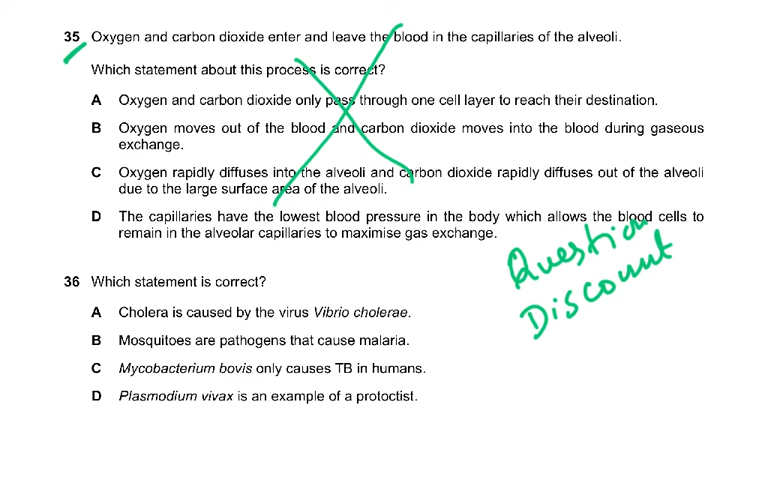 35 Oxygen and carbon dioxide enter and leave the blood in the capillaries of the alveoli.
Which statement about this process is correct?
A Oxygen and carbon dioxide only pass through one cell layer to reach their destination.
B Oxygen moves out of the blood and carbon dioxide moves into the blood during gaseous
exchange.
C Oxygen rapidly diffuses into the alveoli and carbon dioxide rapidly diffuses out of the alveoli
due to the large surface area of the alveoli.
D The capillaries have the lowest blood pressure in the body which allows the blood cells to
remain in the alveolar capillaries to maximise gas exchange.
Question
Discount
36 Which statement is correct?
A Cholera is caused by the virus Vibrio cholerae.
B Mosquitoes are pathogens that cause malaria.
C Mycobacterium bovis only causes TB in humans.
D Plasmodium vivax is an example of a protoctist.